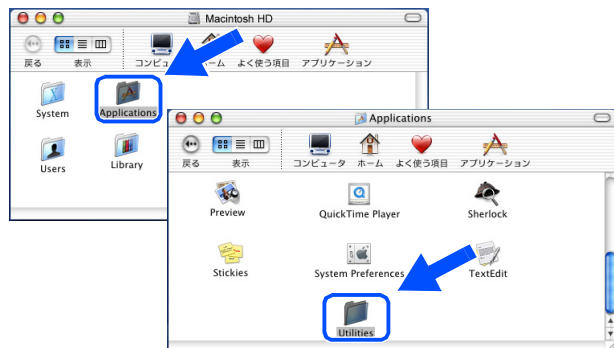 Macintosh HD
戻る 表示 コンピュ ーム よく使う項目 アプリケーション
System Applications
Users Library
Applications
戻る 表示 コンピュータ ホーム よく使う項目 アプリケーション
Preview QuickTime Player Sherlock
Stickies System Preferences TextEdit
Utilities